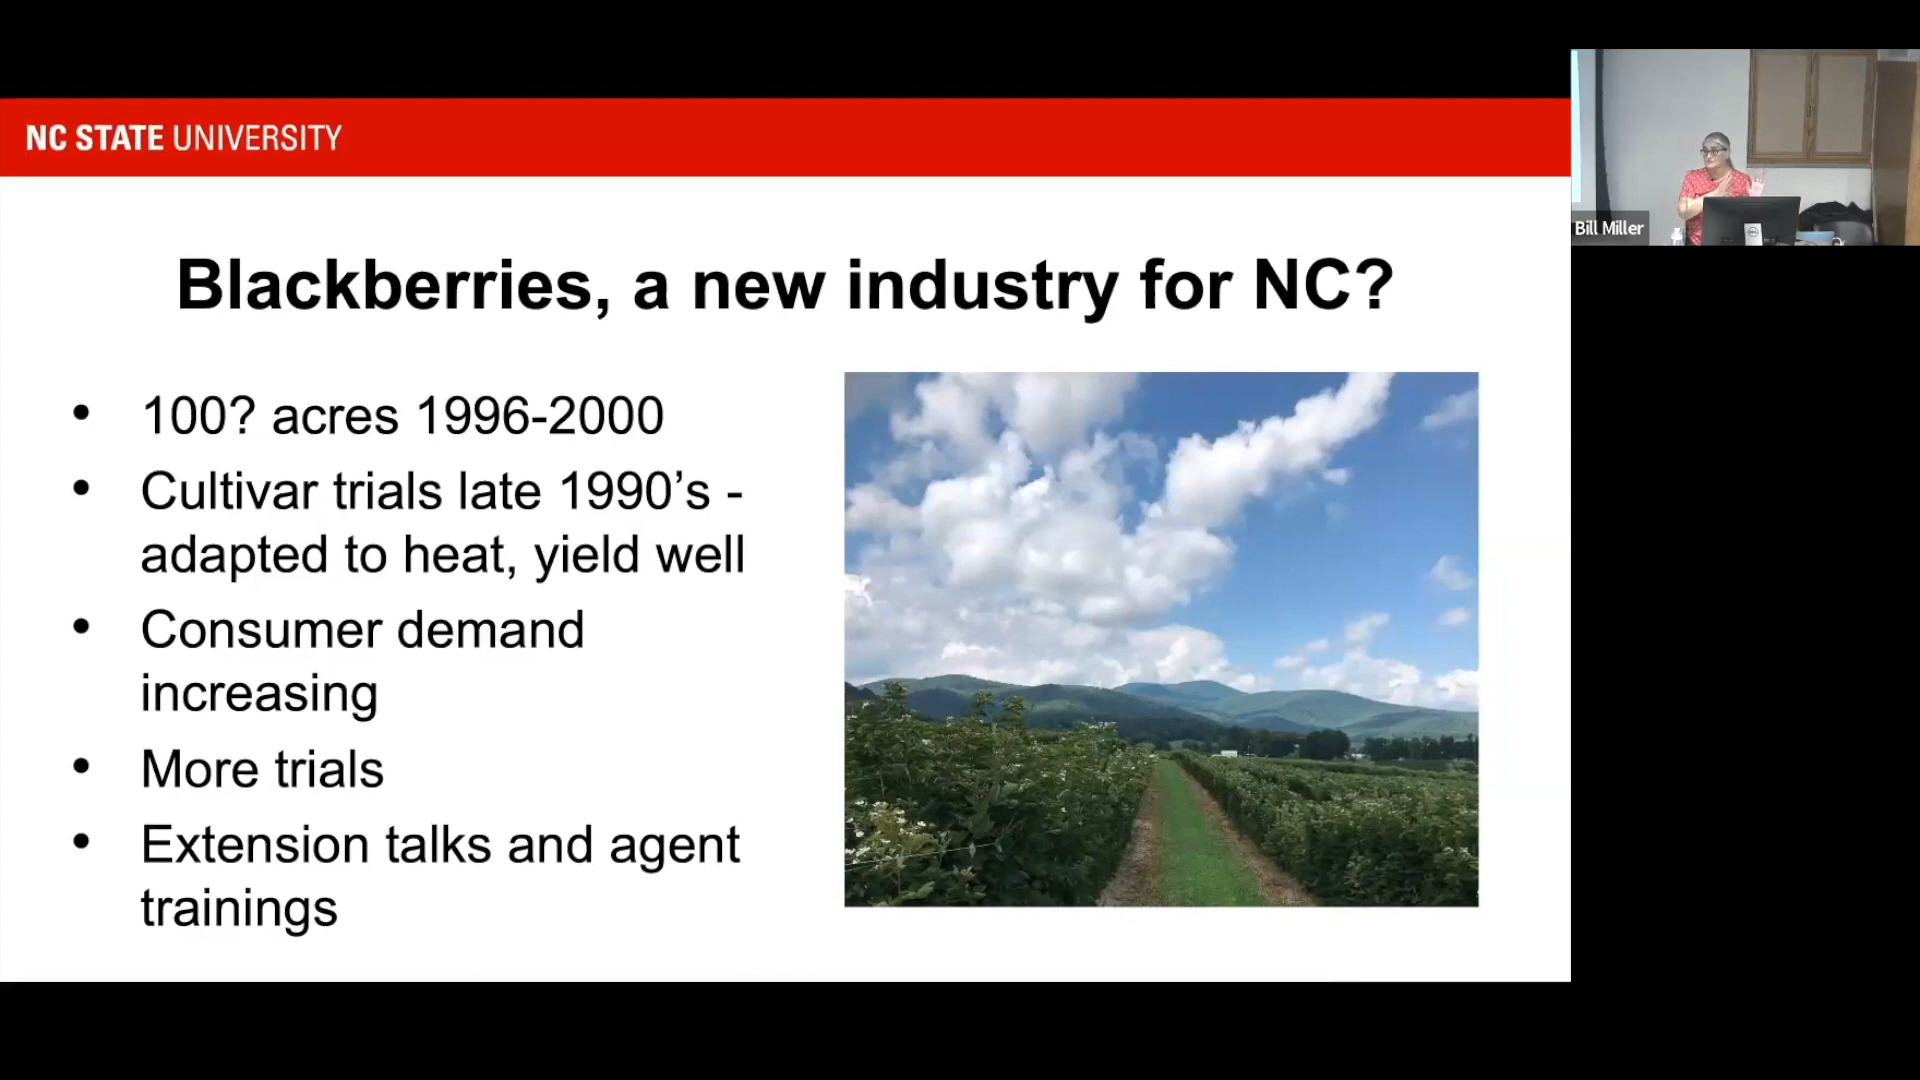 NC STATE UNIVERSITY
Bill Miller
Blackberries, a new industry for NC?
• 100? acres 1996-2000
• Cultivar trials late 1990’s -
adapted to heat, yield well
• Consumer demand
increasing
• More trials
• Extension talks and agent
trainings